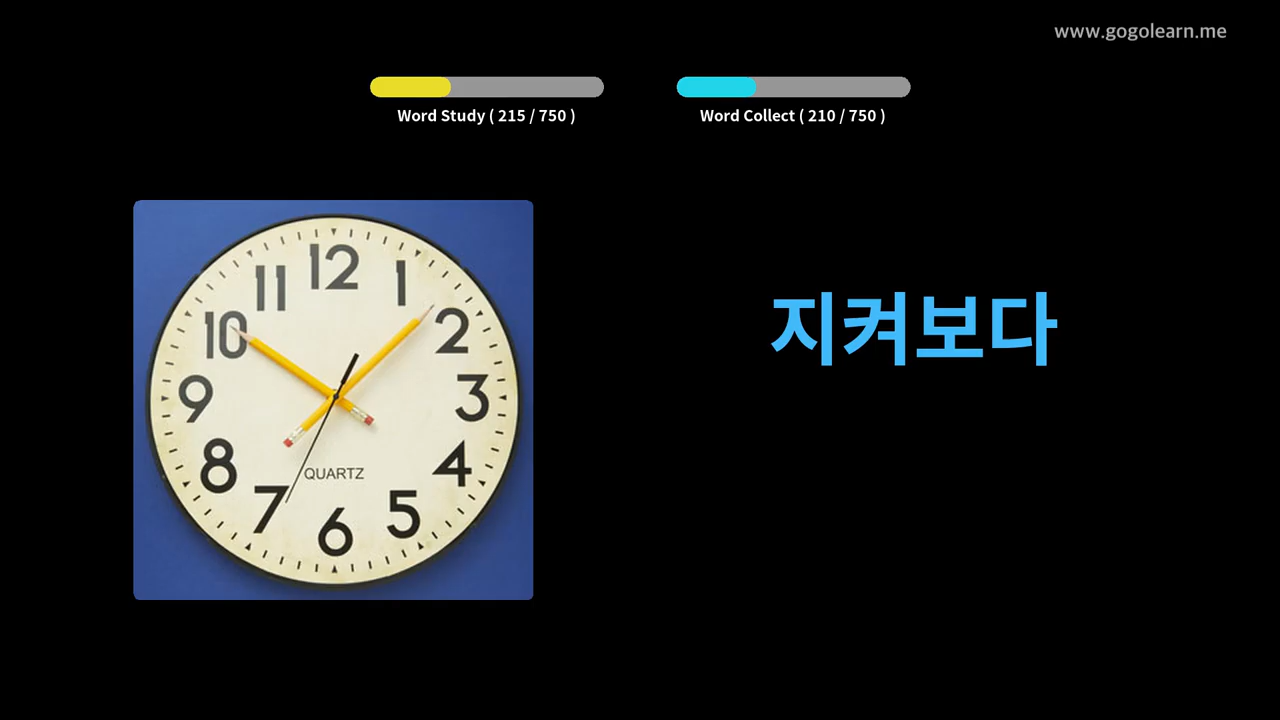 www.gogolearn.me
Word Study ( 215 / 750 )
Word Collect ( 210 / 750 )
12
1
2
3
4
5
6
7
8
9
10
11
QUARTZ
지켜보다